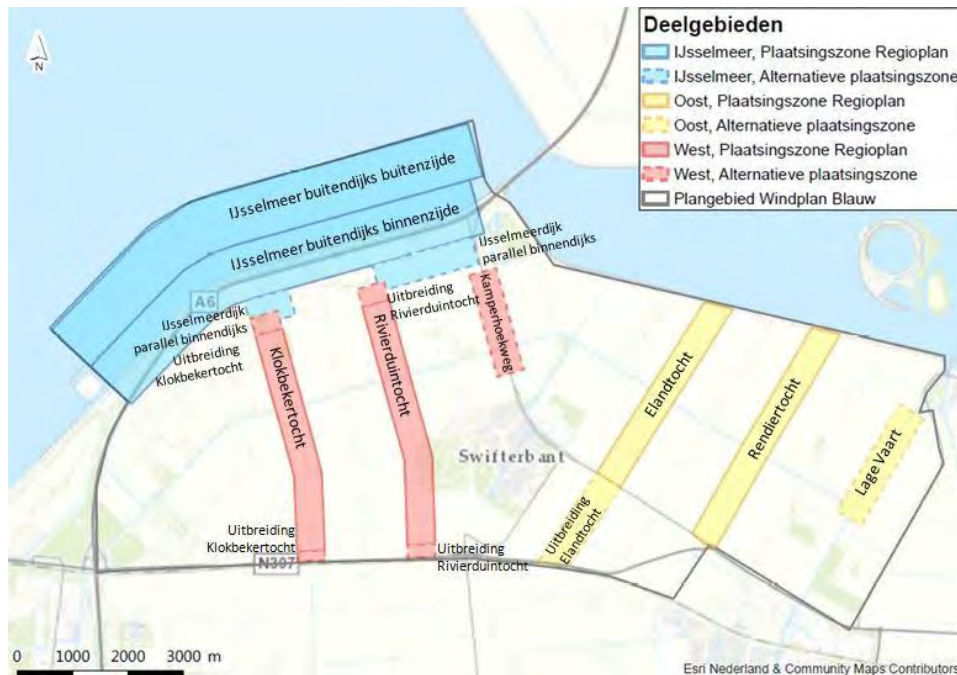 N
Deelgebieden
IJsselmeer, Plaatsingszone Regioplan
IJsselmeer, Alternatieve plaatsingszone
Oost, Plaatsingszone Regioplan
Oost, Alternatieve plaatsingszone
West, Plaatsingszone Regioplan
West, Alternatieve plaatsingszone
Plangebied Windplan Blauw
IJsselmeer buitendijks buitenzijde
IJsselmeer buitendijks binnenzijde
IJsselmeerdijk
parallel binnendijks
A6
IJsselmeerdijk
parallel binnendijks
Uitbreiding
Klokbekertocht
Uitbreiding
Rivierduintocht
Kamperhoekweg
Klokbekertocht
Rivierduintocht
Elandtocht
Rendiertocht
Lage Vaart
Swifterbant
Uitbreiding
Klokbekertocht
Uitbreiding
Rivierduintocht
Uitbreiding
Elandtocht
N307
0 1000 2000 3000 m
Esri Nederland & Community Maps Contributors